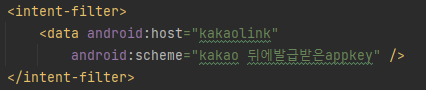 <intent-filter>
<data android:host="kakaolink"
android:scheme="kakao 뒤에발급받은appkey" />
</intent-filter>